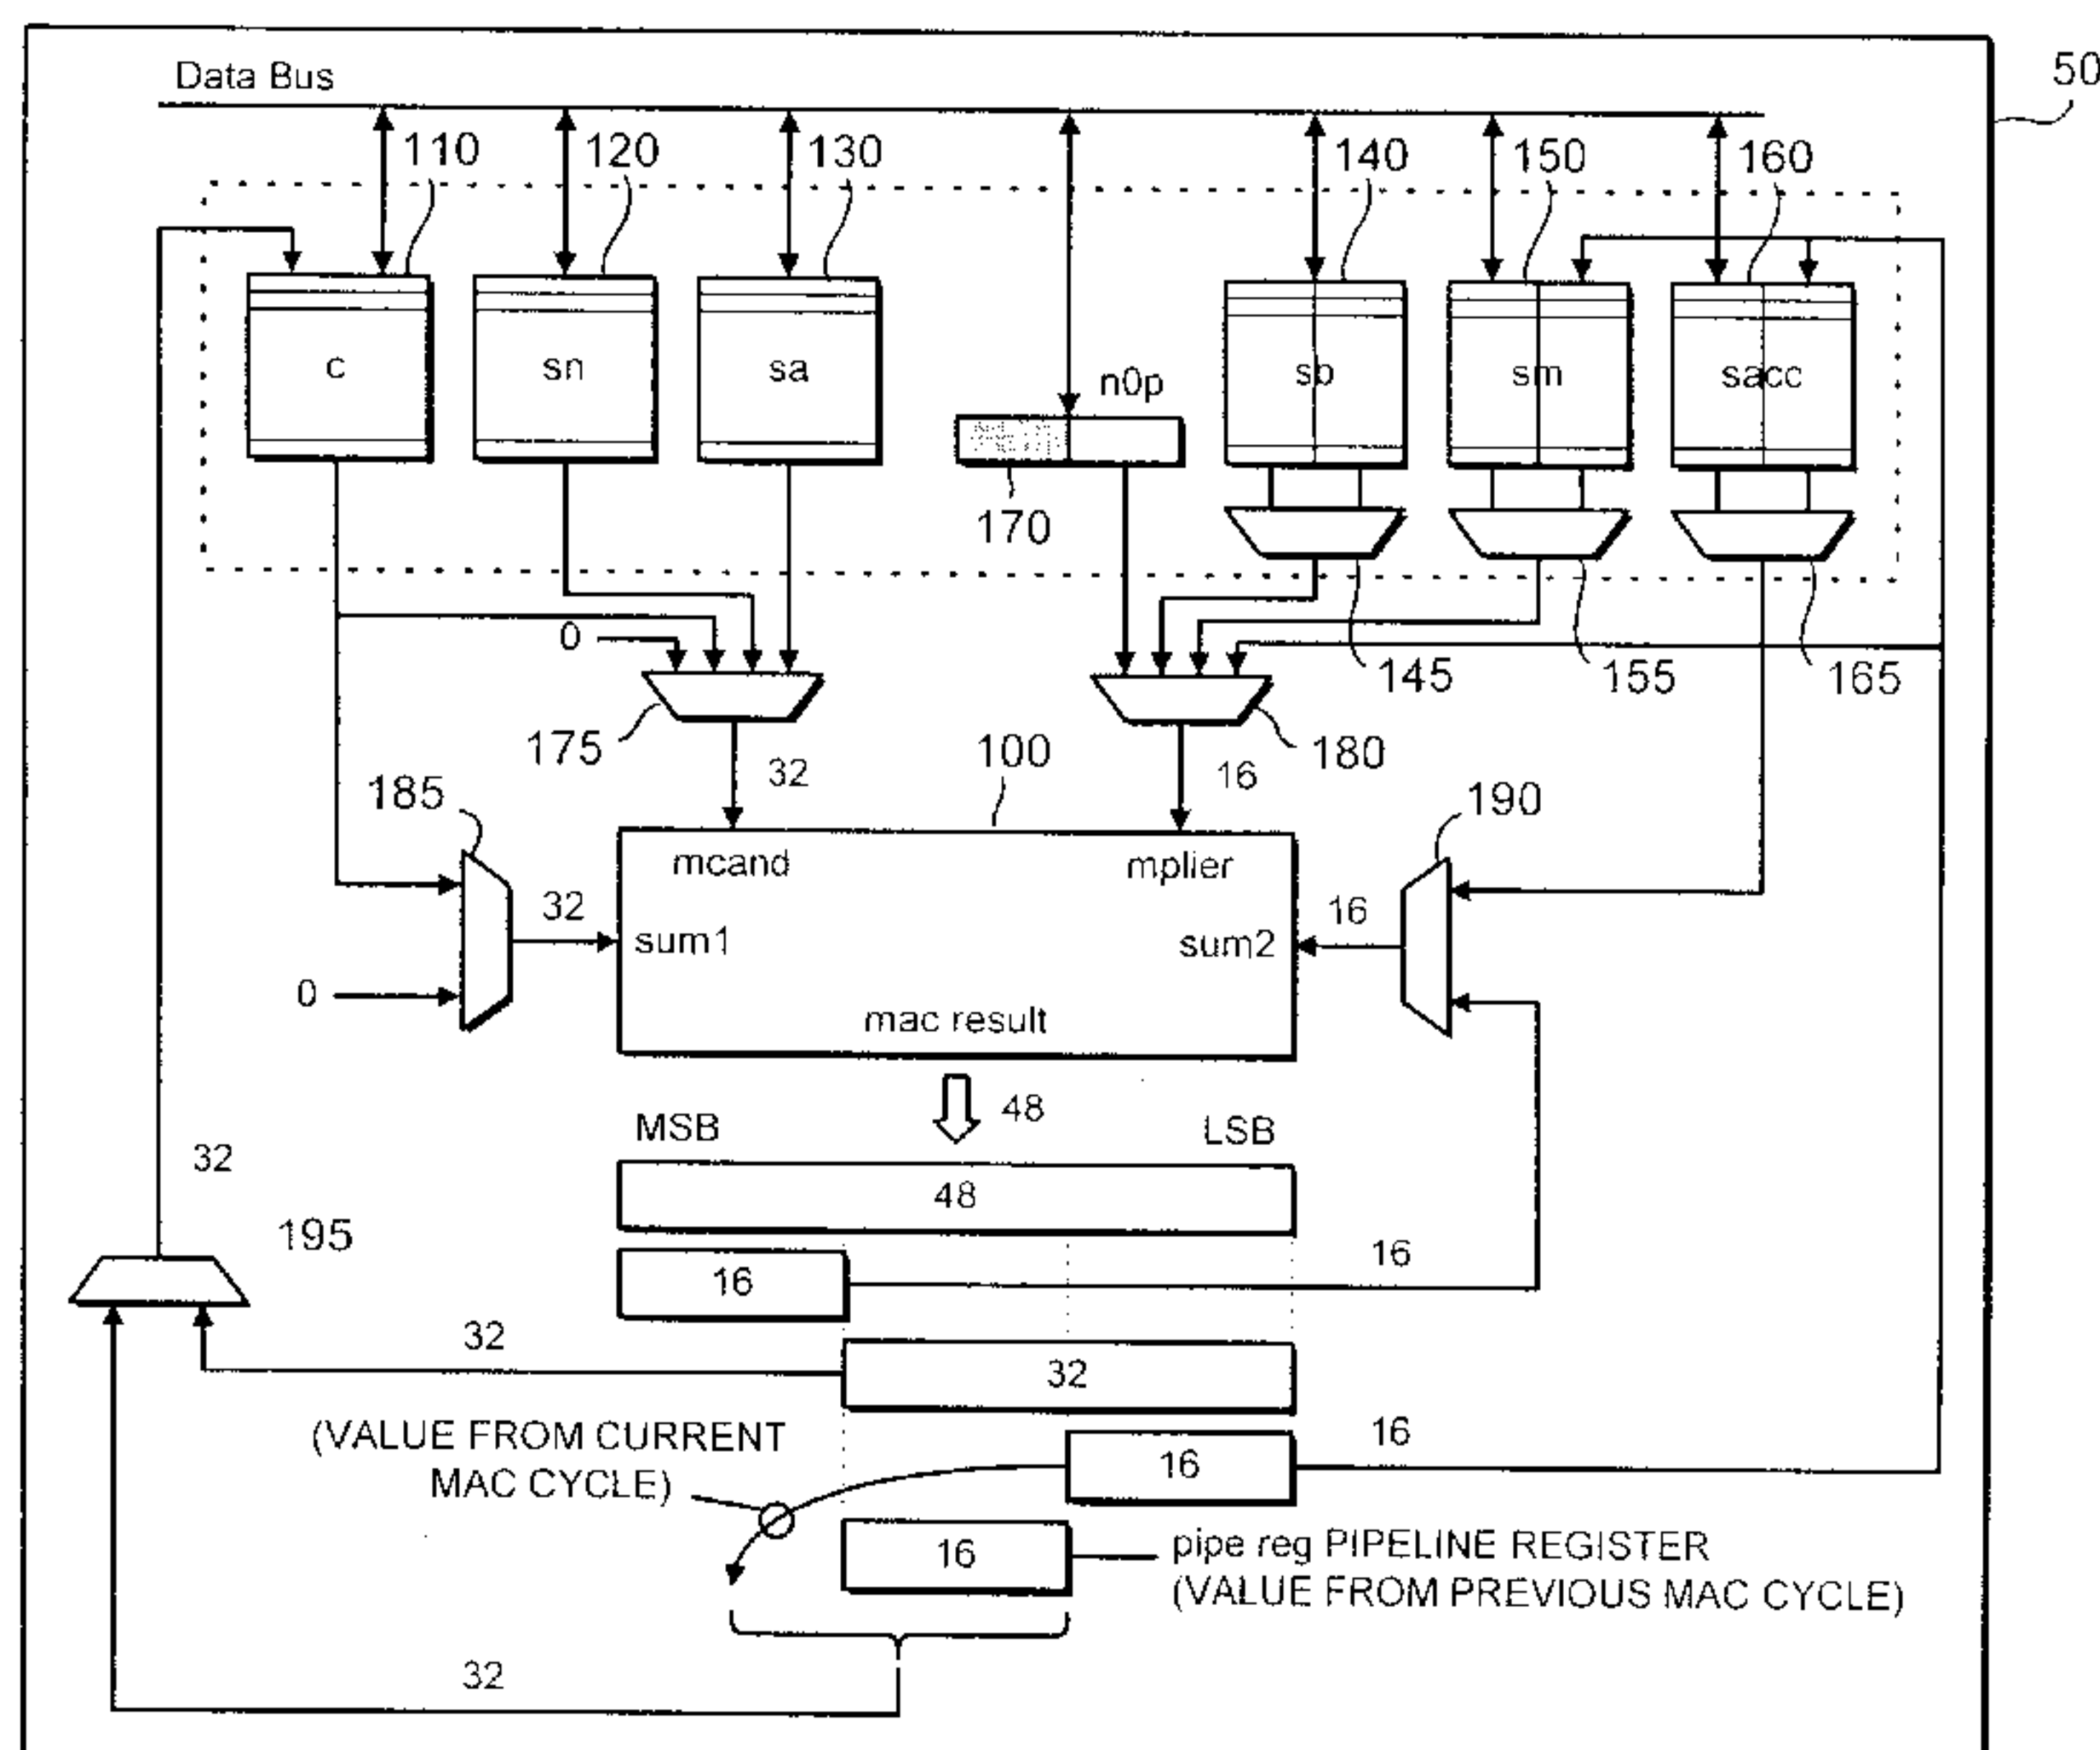 50
Data Bus
110
120
130
140
150
160
c
sn
sa
n0p
sb
sm
sacc
170
0
145
155
165
175
32
100
16
180
185
190
mcand
mplier
32
16
sum1
sum2
0
mac result
48
MSB
LSB
32
48
195
16
16
32
32
(VALUE FROM CURRENT
MAC CYCLE)
16
16
16
pipe reg PIPELINE REGISTER
(VALUE FROM PREVIOUS MAC CYCLE)
32